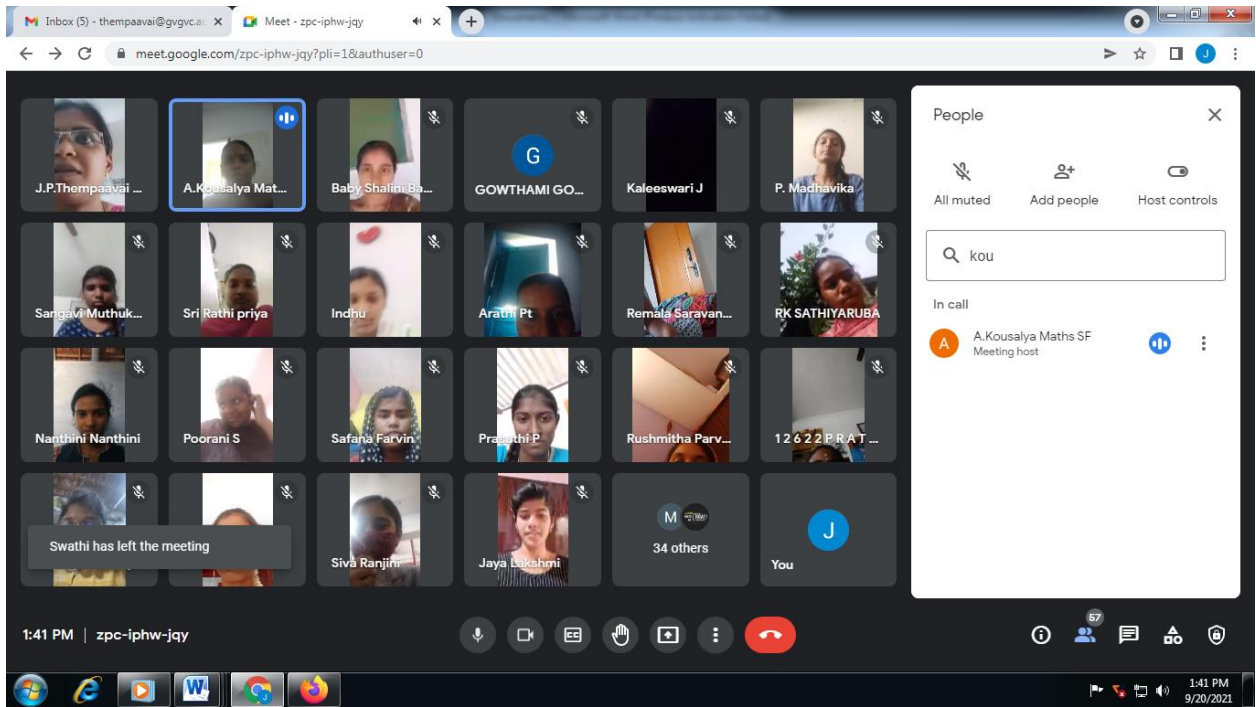 Inbox (5) - thempaavai@gvgvc.ac
Meet - zpc-iphw-jqy
meet.google.com/zpc-iphw-jqy?pli=1&authuser=0
J.P.Thempaavai ...
A.Kousalya Mat...
Baby Shalini Ba...
G
GOWTHAMI GO...
Kaleeswari J
P. Madhavika
Sangavi Muthuk...
Sri Rathi priya
Indhu
Arathi Pt
Remala Saravan...
RK SATHIYARUBA
Nanthini Nanthini
Poorani S
Safana Farvin
Prasuthi P
Rushmitha Parv...
12622PRAT...
Swathi has left the meeting
Siva Ranjini
Jaya Lakshmi
M
34 others
J
You
People
All muted
Add people
Host controls
kou
In call
A
A.Kousalya Maths SF
Meeting host
1:41 PM | zpc-iphw-jqy
CC
57
J
W
1:41 PM
9/20/2021